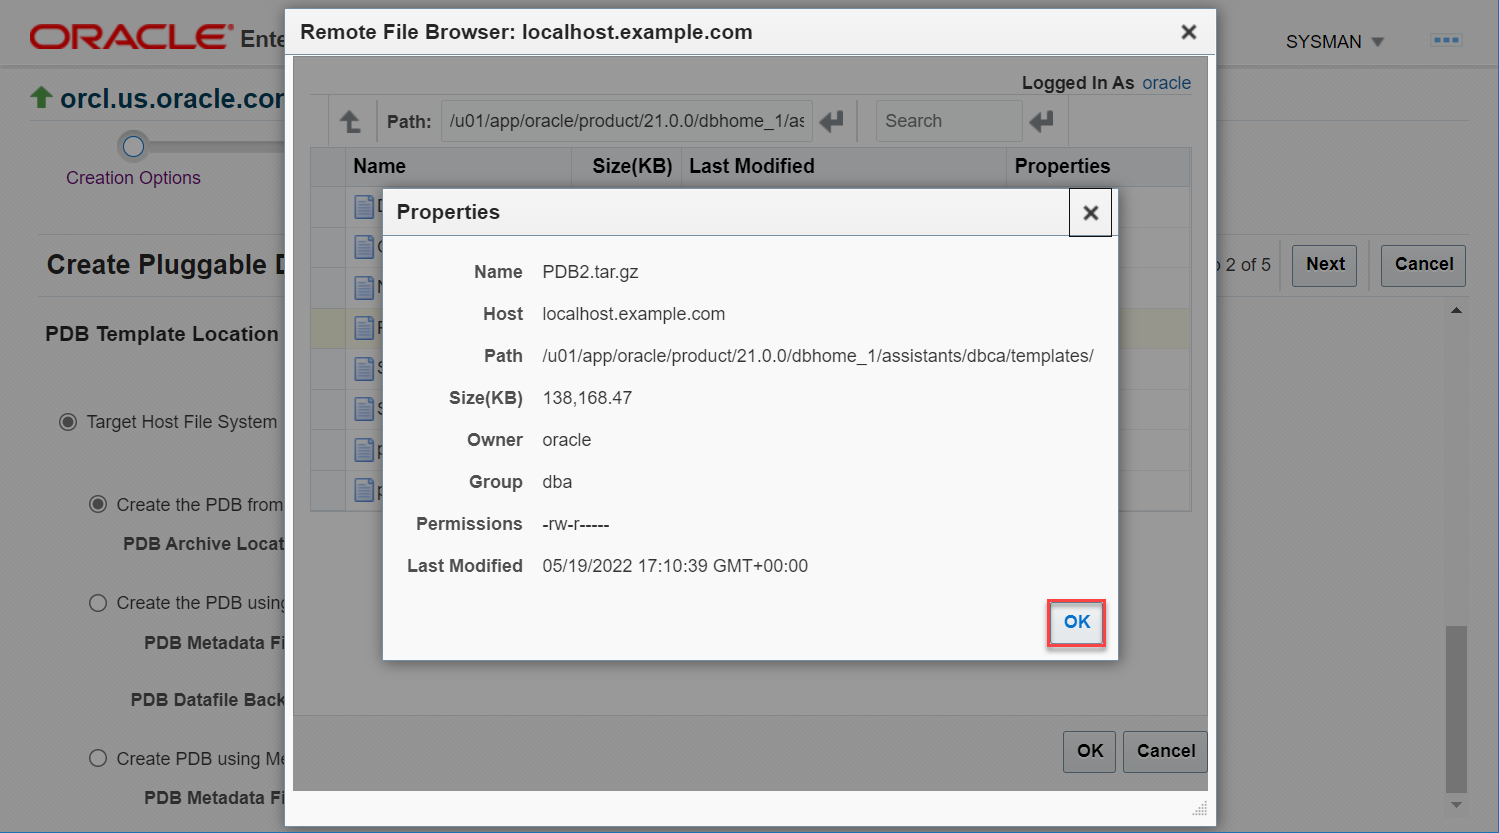 ORACLE Ente
SYSMAN
orcl.us.oracle.cor
Creation Options
Create Pluggable D
2 of 5
Next
Cancel
PDB Template Location
Target Host File System
Create the PDB from
PDB Archive Locat
Create the PDB using
PDB Metadata Fi
PDB Datafile Back
Create PDB using Me
PDB Metadata Fi
Remote File Browser: localhost.example.com
Logged In As oracle
Path: /u01/app/oracle/product/21.0.0/dbhome_1/as
Search
Name Size(KB) Last Modified Properties
Properties
Name PDB2.tar.gz
Host localhost.example.com
Path /u01/app/oracle/product/21.0.0/dbhome_1/assistants/dbca/templates/
Size(KB) 138,168.47
Owner oracle
Group dba
Permissions -rw-r-----
Last Modified 05/19/2022 17:10:39 GMT+00:00
OK
OK
Cancel